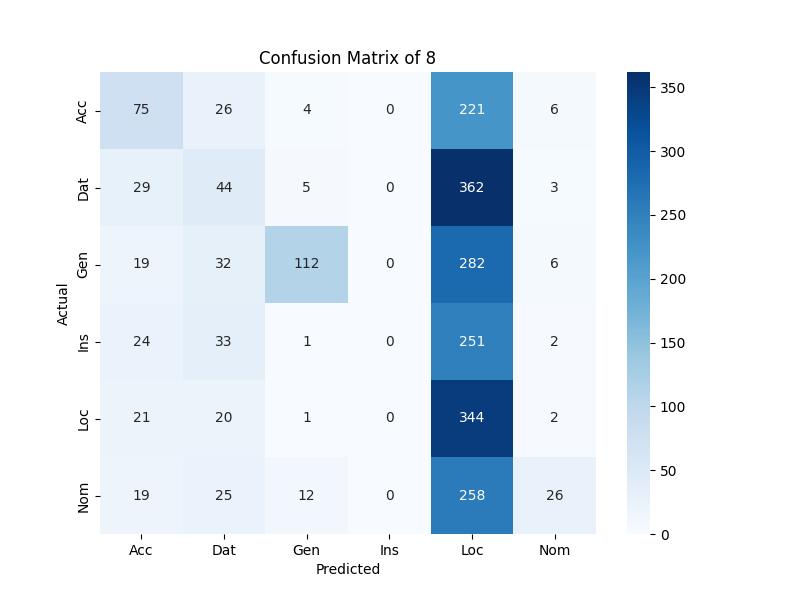 Confusion Matrix of 8
Acc 75 26 4 0 221 6
Dat 29 44 5 0 362 3
Gen 19 32 112 0 282 6
Ins 24 33 1 0 251 2
Loc 21 20 1 0 344 2
Nom 19 25 12 0 258 26
Acc Dat Gen Ins Loc Nom
Predicted
Actual
350
300
250
200
150
100
50
0